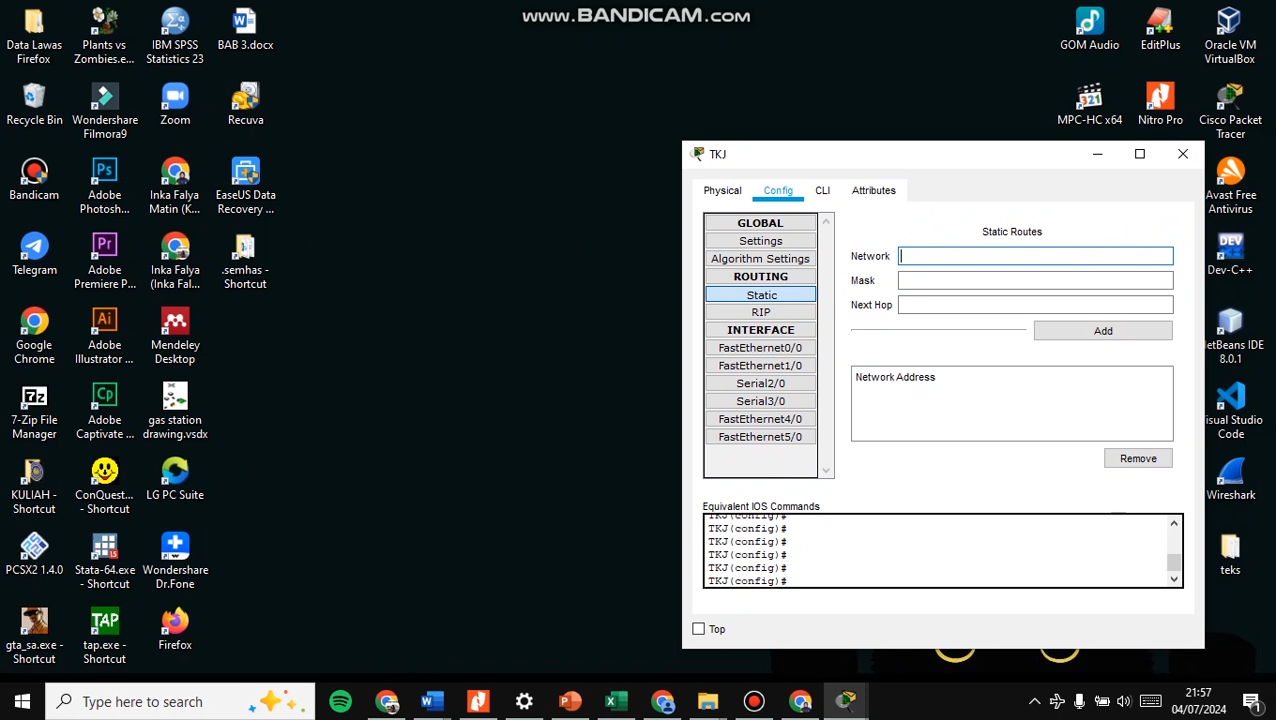 www.BANDICAM.com
Data Lawas
Firefox
Plants vs
Zombies.e...
IBM SPSS
Statistics 23
BAB 3.docx
GOM Audio
EditPlus
Oracle VM
VirtualBox
Recycle Bin
Wondershare
Filmora9
Zoom
Recuva
MPC-HC x64
Nitro Pro
Cisco Packet
Tracer
Bandicam
Adobe
Photosh...
Inka Falya
Matin (K...
EaseUS Data
Recovery ...
Avast Free
Antivirus
Telegram
Adobe
Premiere P...
Inka Falya
(Inka Fal...
.semhas -
Shortcut
Dev-C++
Google
Chrome
Adobe
Illustrator ...
Mendeley
Desktop
NetBeans IDE
8.0.1
7-Zip File
Manager
Adobe
Captivate ...
gas station
drawing.vsdx
Visual Studio
Code
KULIAH -
Shortcut
ConQuest...
- Shortcut
LG PC Suite
Wireshark
PCSX2 1.4.0
Stata-64.exe
- Shortcut
Wondershare
Dr.Fone
teks
gta_sa.exe -
Shortcut
tap.exe -
Shortcut
Firefox
TKJ
Physical
Config
CLI
Attributes
GLOBAL
Settings
Algorithm Settings
ROUTING
Static
RIP
INTERFACE
FastEthernet0/0
FastEthernet1/0
Serial2/0
Serial3/0
FastEthernet4/0
FastEthernet5/0
Static Routes
Network
Mask
Next Hop
Add
Network Address
Remove
Equivalent IOS Commands
TKJ(config)#
TKJ(config)#
TKJ(config)#
TKJ(config)#
TKJ(config)#
TKJ(config)#
Top
Type here to search
21:57
04/07/2024
1